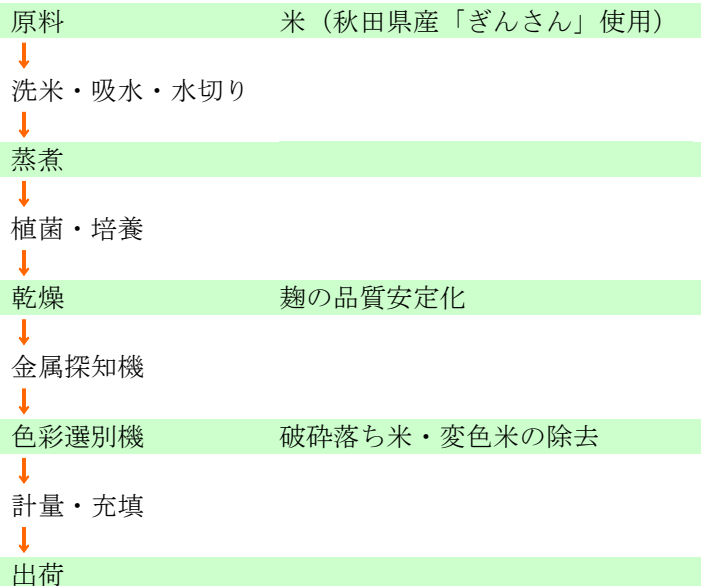 原料 米（秋田県産「ぎんさん」使用）
洗米・吸水・水切り
蒸煮
植菌・培養
乾燥 麹の品質安定化
金属探知機
色彩選別機 破砕落ち米・変色米の除去
計量・充填
出荷